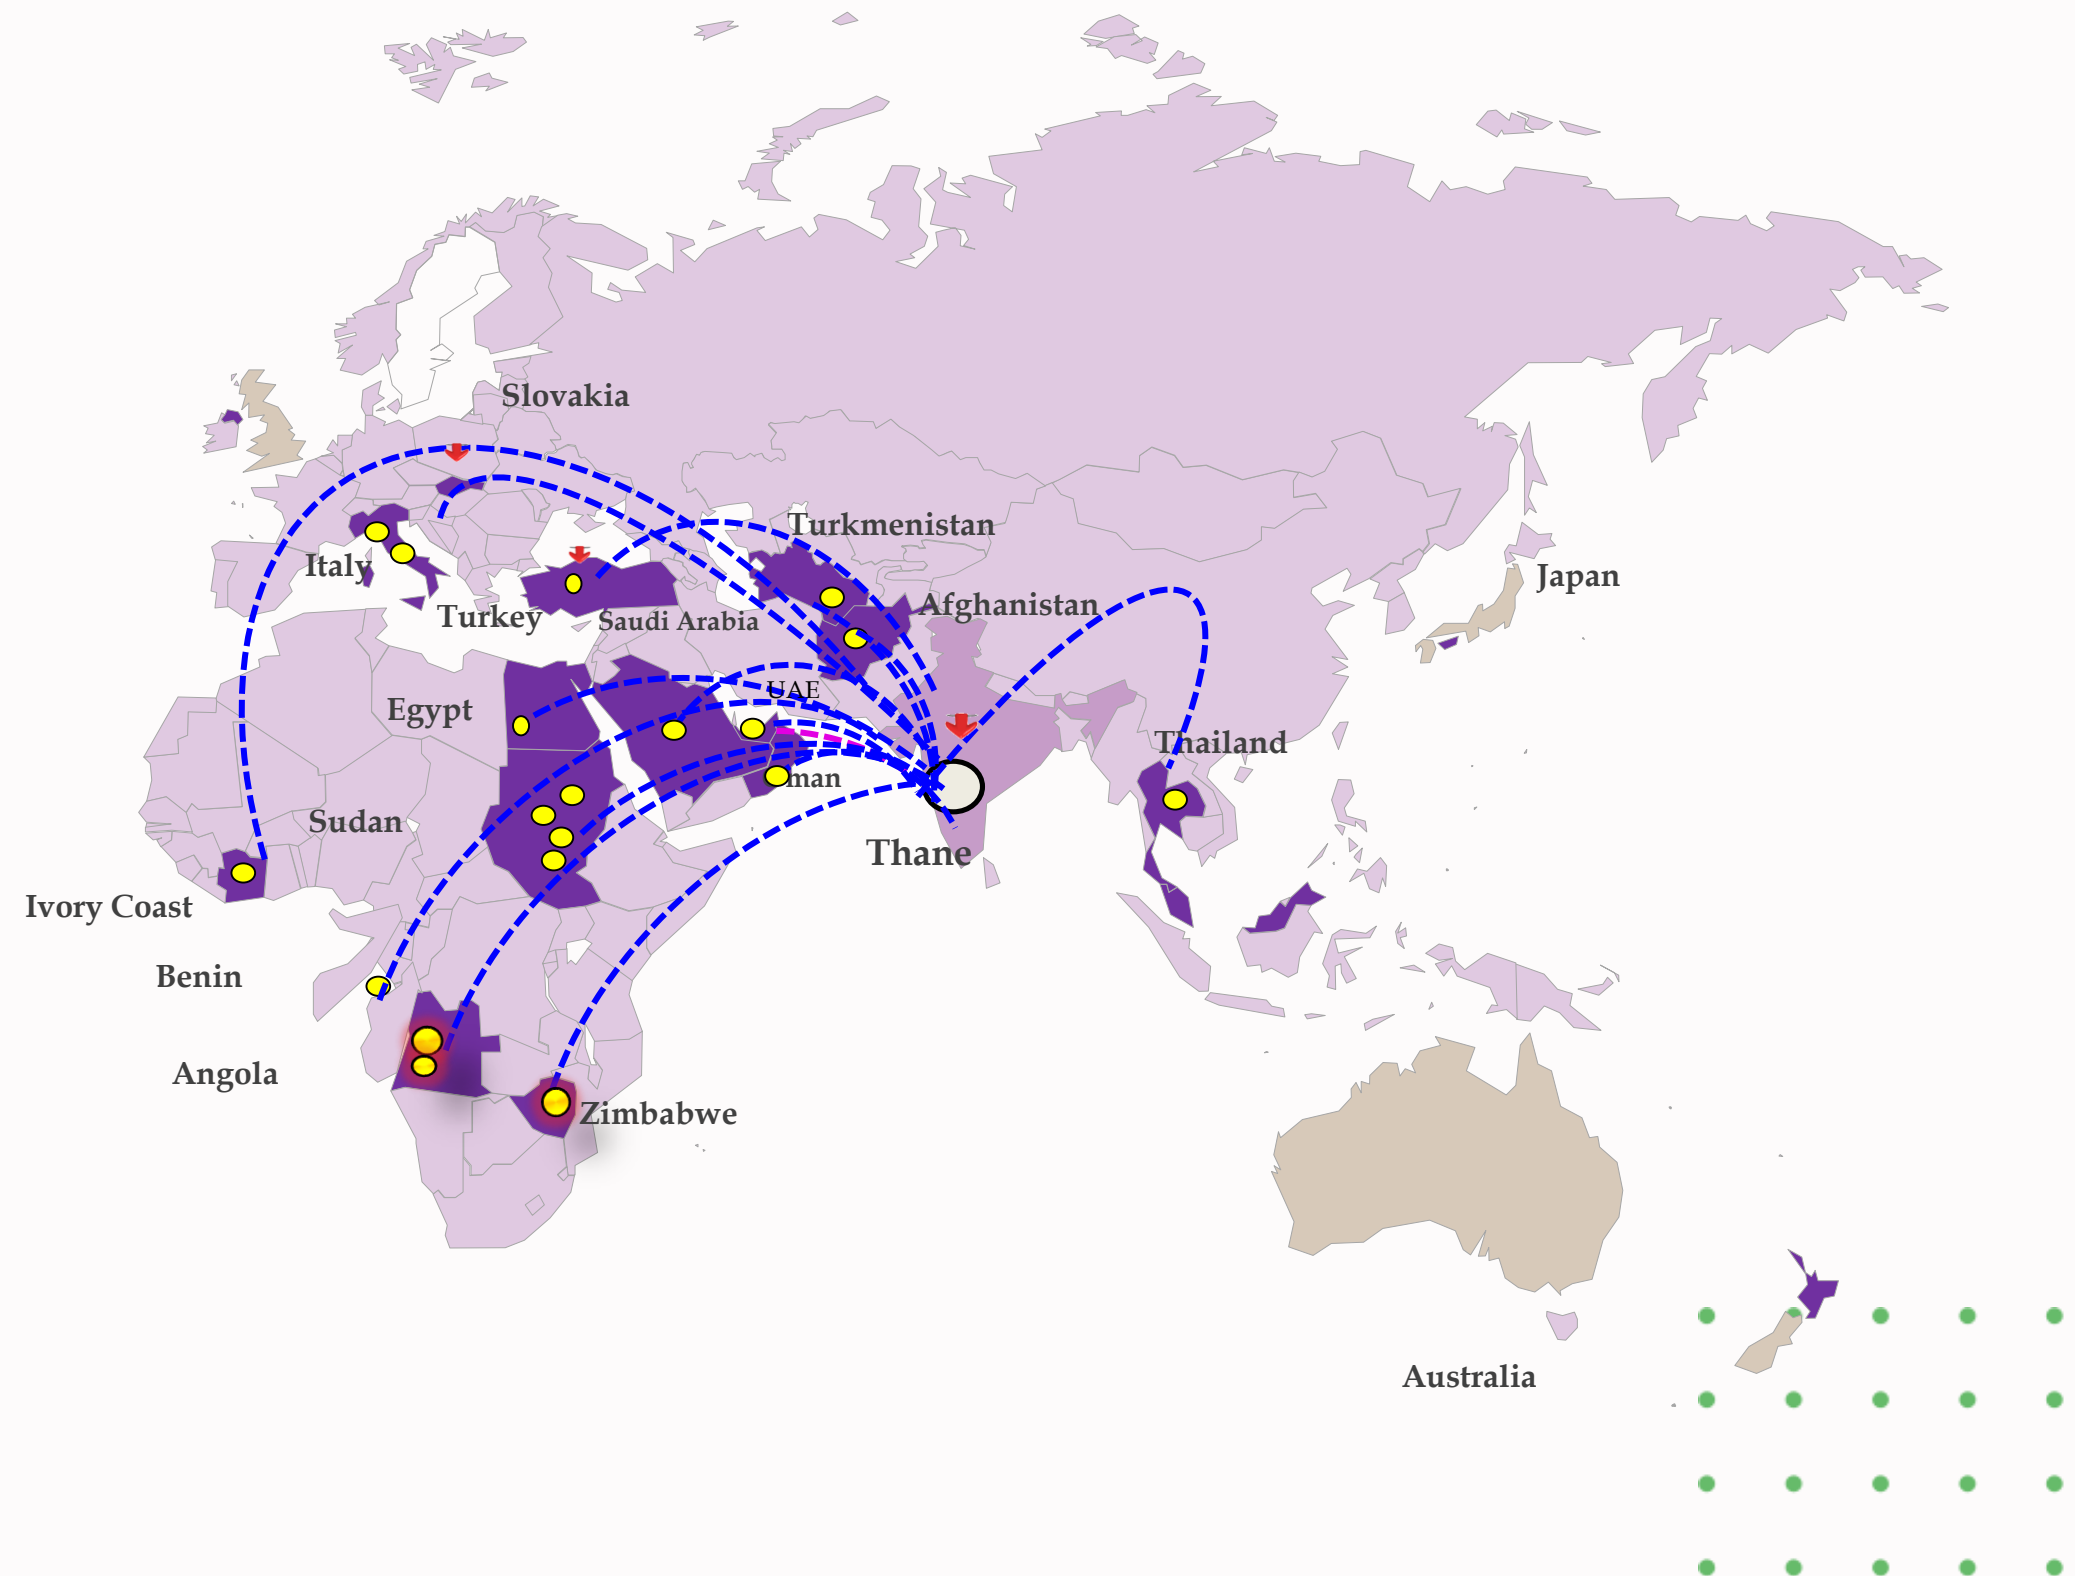 Slovakia
Turkmenistan
Italy
Japan
Turkey
Saudi Arabia
Afghanistan
UAE
Egypt
Thailand
man
Sudan
Thane
Ivory Coast
Benin
Angola
Zimbabwe
Australia